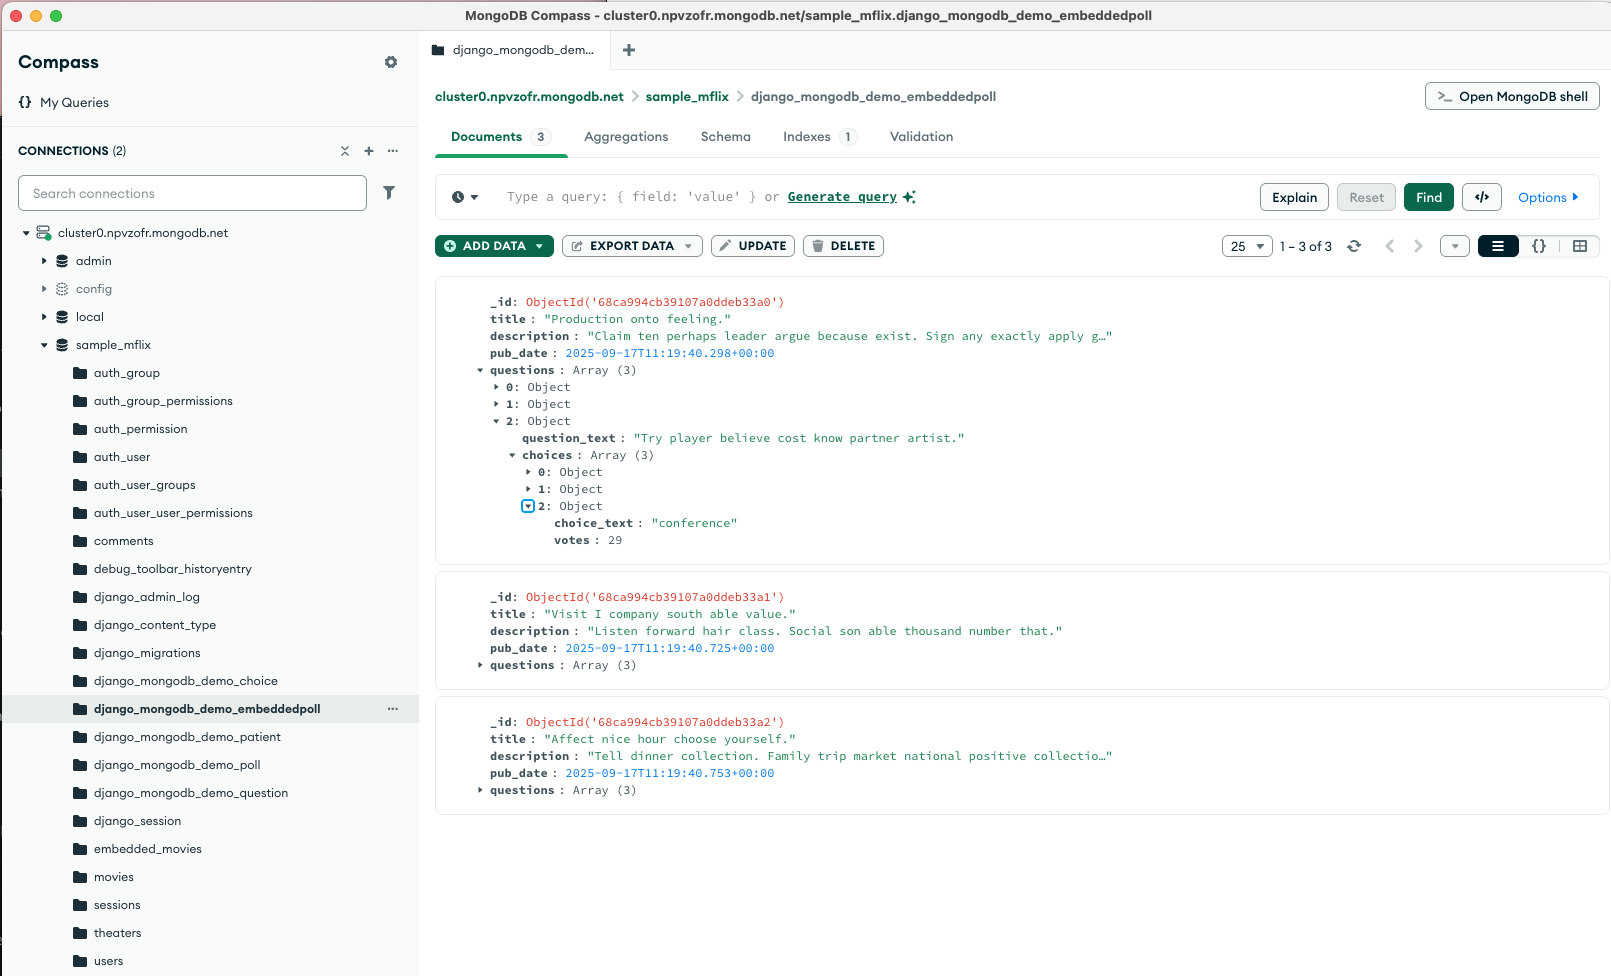 MongoDB Compass - cluster0.npvzofr.mongodb.net/sample_mflix.django_mongodb_demo_embeddedpoll
Compass
{} My Queries
CONNECTIONS (2)
Search connections
cluster0.npvzofr.mongodb.net
admin
config
local
sample_mflix
auth_group
auth_group_permissions
auth_permission
auth_user
auth_user_groups
auth_user_user_permissions
comments
debug_toolbar_historyentry
django_admin_log
django_content_type
django_migrations
django_mongodb_demo_choice
django_mongodb_demo_embeddedpoll
django_mongodb_demo_patient
django_mongodb_demo_poll
django_mongodb_demo_question
django_session
embedded_movies
movies
sessions
theaters
users
django_mongodb_dem...
cluster0.npvzofr.mongodb.net > sample_mflix > django_mongodb_demo_embeddedpoll
>_ Open MongoDB shell
Documents 3 Aggregations Schema Indexes 1 Validation
Type a query: { field: 'value' } or Generate query
Explain Reset Find </> Options
ADD DATA EXPORT DATA UPDATE DELETE
25 1 – 3 of 3 {}
_id: ObjectId('68ca994cb39107a0ddeb33a0')
title : "Production onto feeling."
description : "Claim ten perhaps leader argue because exist. Sign any exactly apply g…"
pub_date : 2025-09-17T11:19:40.298+00:00
questions : Array (3)
0: Object
1: Object
2: Object
question_text : "Try player believe cost know partner artist."
choices : Array (3)
0: Object
1: Object
2: Object
choice_text : "conference"
votes : 29
_id: ObjectId('68ca994cb39107a0ddeb33a1')
title : "Visit I company south able value."
description : "Listen forward hair class. Social son able thousand number that."
pub_date : 2025-09-17T11:19:40.725+00:00
questions : Array (3)
_id: ObjectId('68ca994cb39107a0ddeb33a2')
title : "Affect nice hour choose yourself."
description : "Tell dinner collection. Family trip market national positive collectio…"
pub_date : 2025-09-17T11:19:40.753+00:00
questions : Array (3)